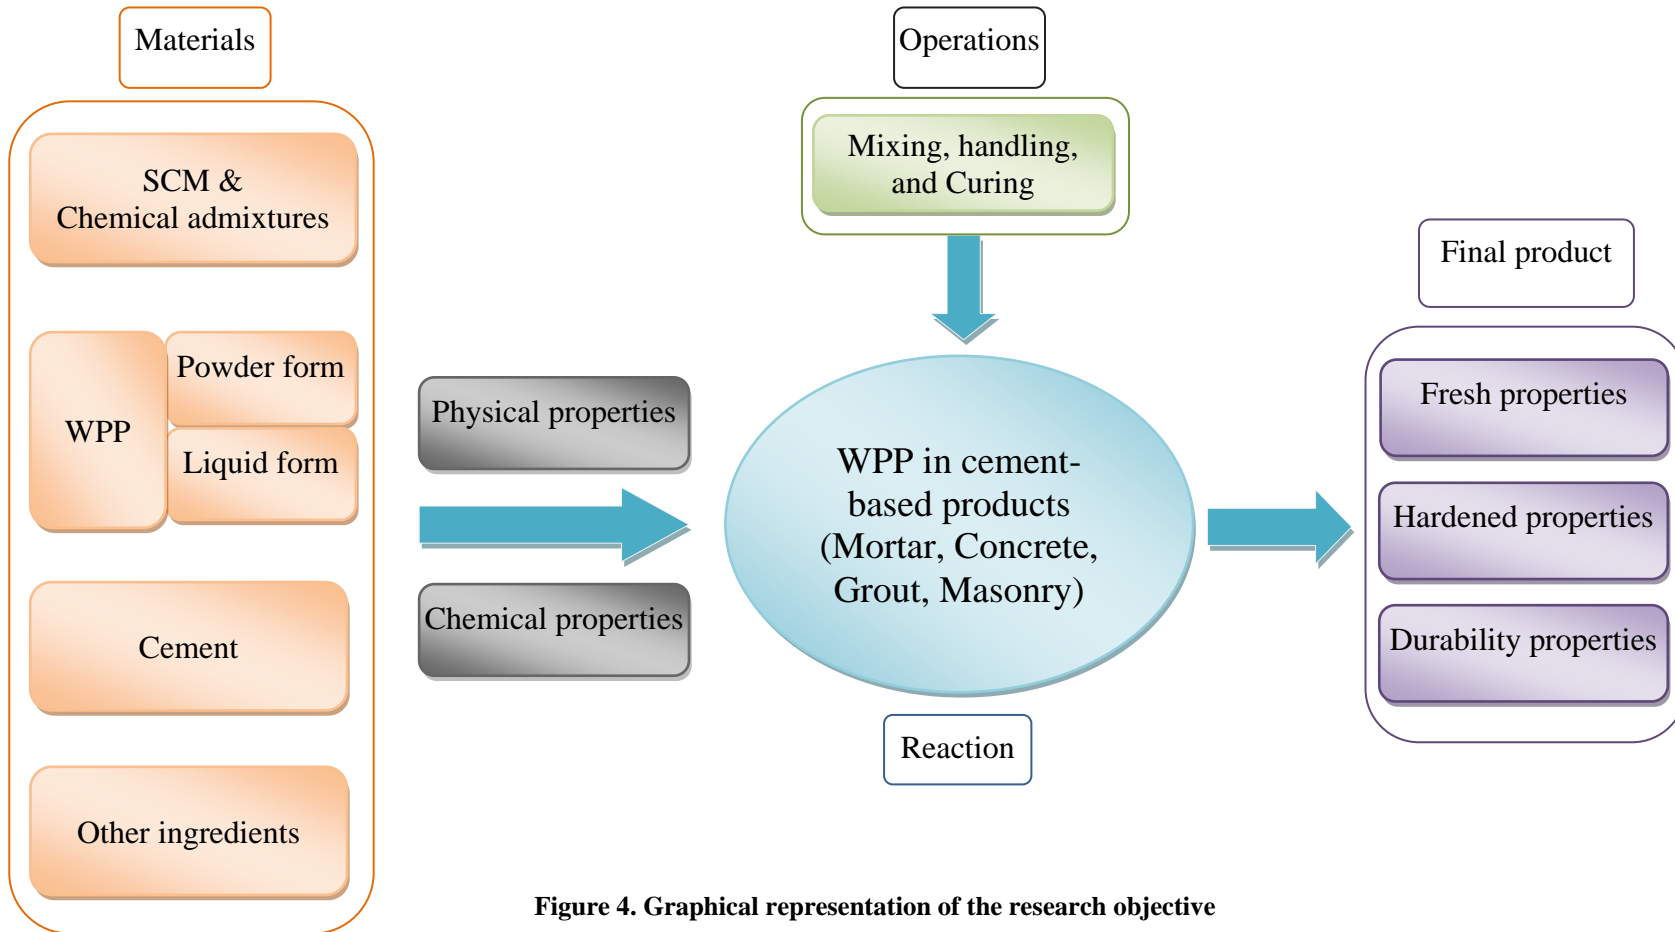 Materials
SCM &
Chemical admixtures
WPP
Powder form
Liquid form
Cement
Other ingredients
Physical properties
Chemical properties
Operations
Mixing, handling,
and Curing
WPP in cement-
based products
(Mortar, Concrete,
Grout, Masonry)
Reaction
Final product
Fresh properties
Hardened properties
Durability properties
Figure 4. Graphical representation of the research objective